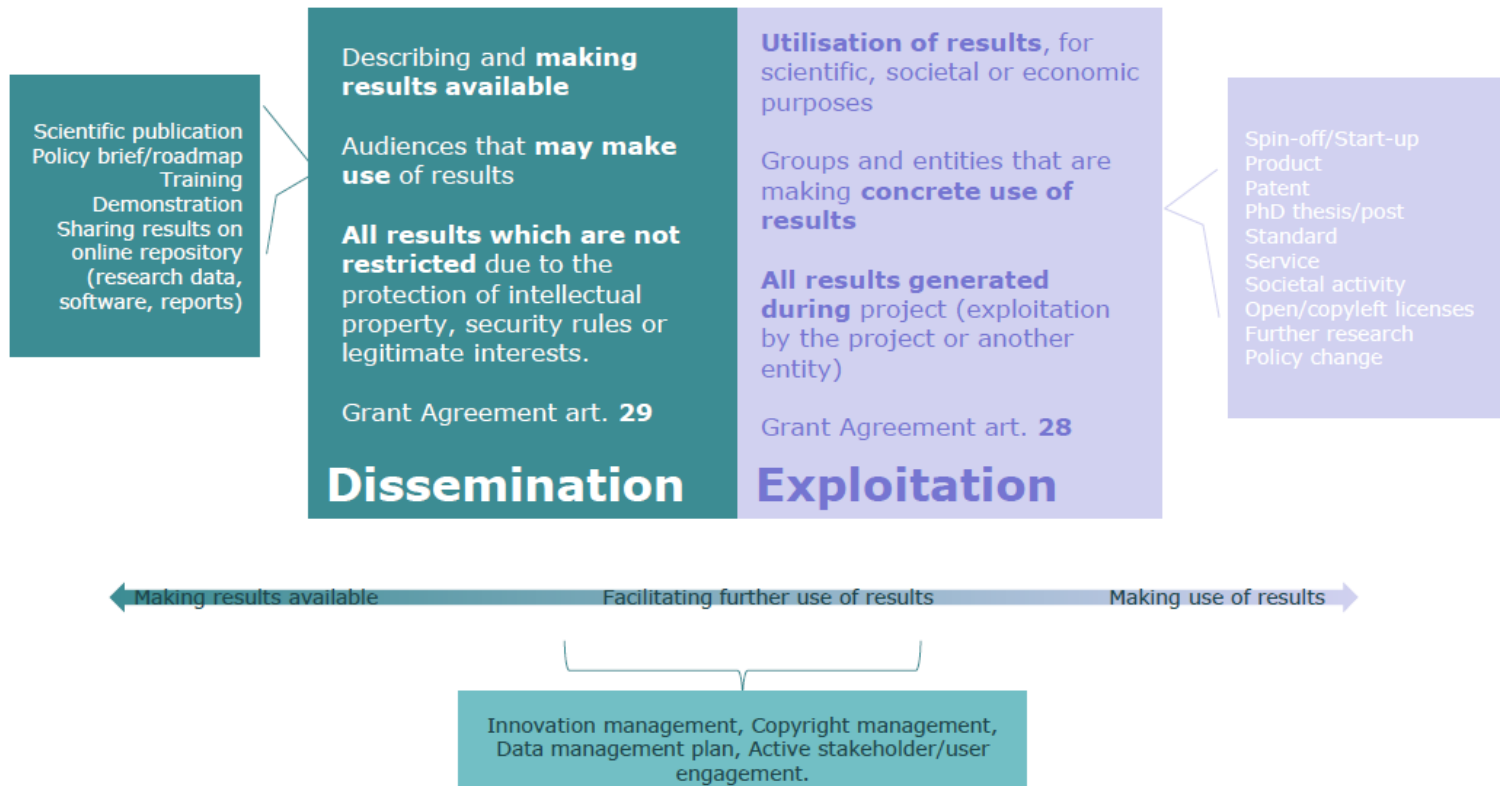 Scientific publication
Policy brief/roadmap
Training
Demonstration
Sharing results on
online repository
(research data,
software, reports)
Describing and making
results available
Audiences that may make
use of results
All results which are not
restricted due to the
protection of intellectual
property, security rules or
legitimate interests.
Grant Agreement art. 29
Dissemination
Utilisation of results, for
scientific, societal or economic
purposes
Groups and entities that are
making concrete use of
results
All results generated
during project (exploitation
by the project or another
entity)
Grant Agreement art. 28
Exploitation
Spin-off/Start-up
Product
Patent
PhD thesis/post
Standard
Service
Societal activity
Open/copyleft licenses
Further research
Policy change
Making results available
Facilitating further use of results
Making use of results
Innovation management, Copyright management,
Data management plan, Active stakeholder/user
engagement.